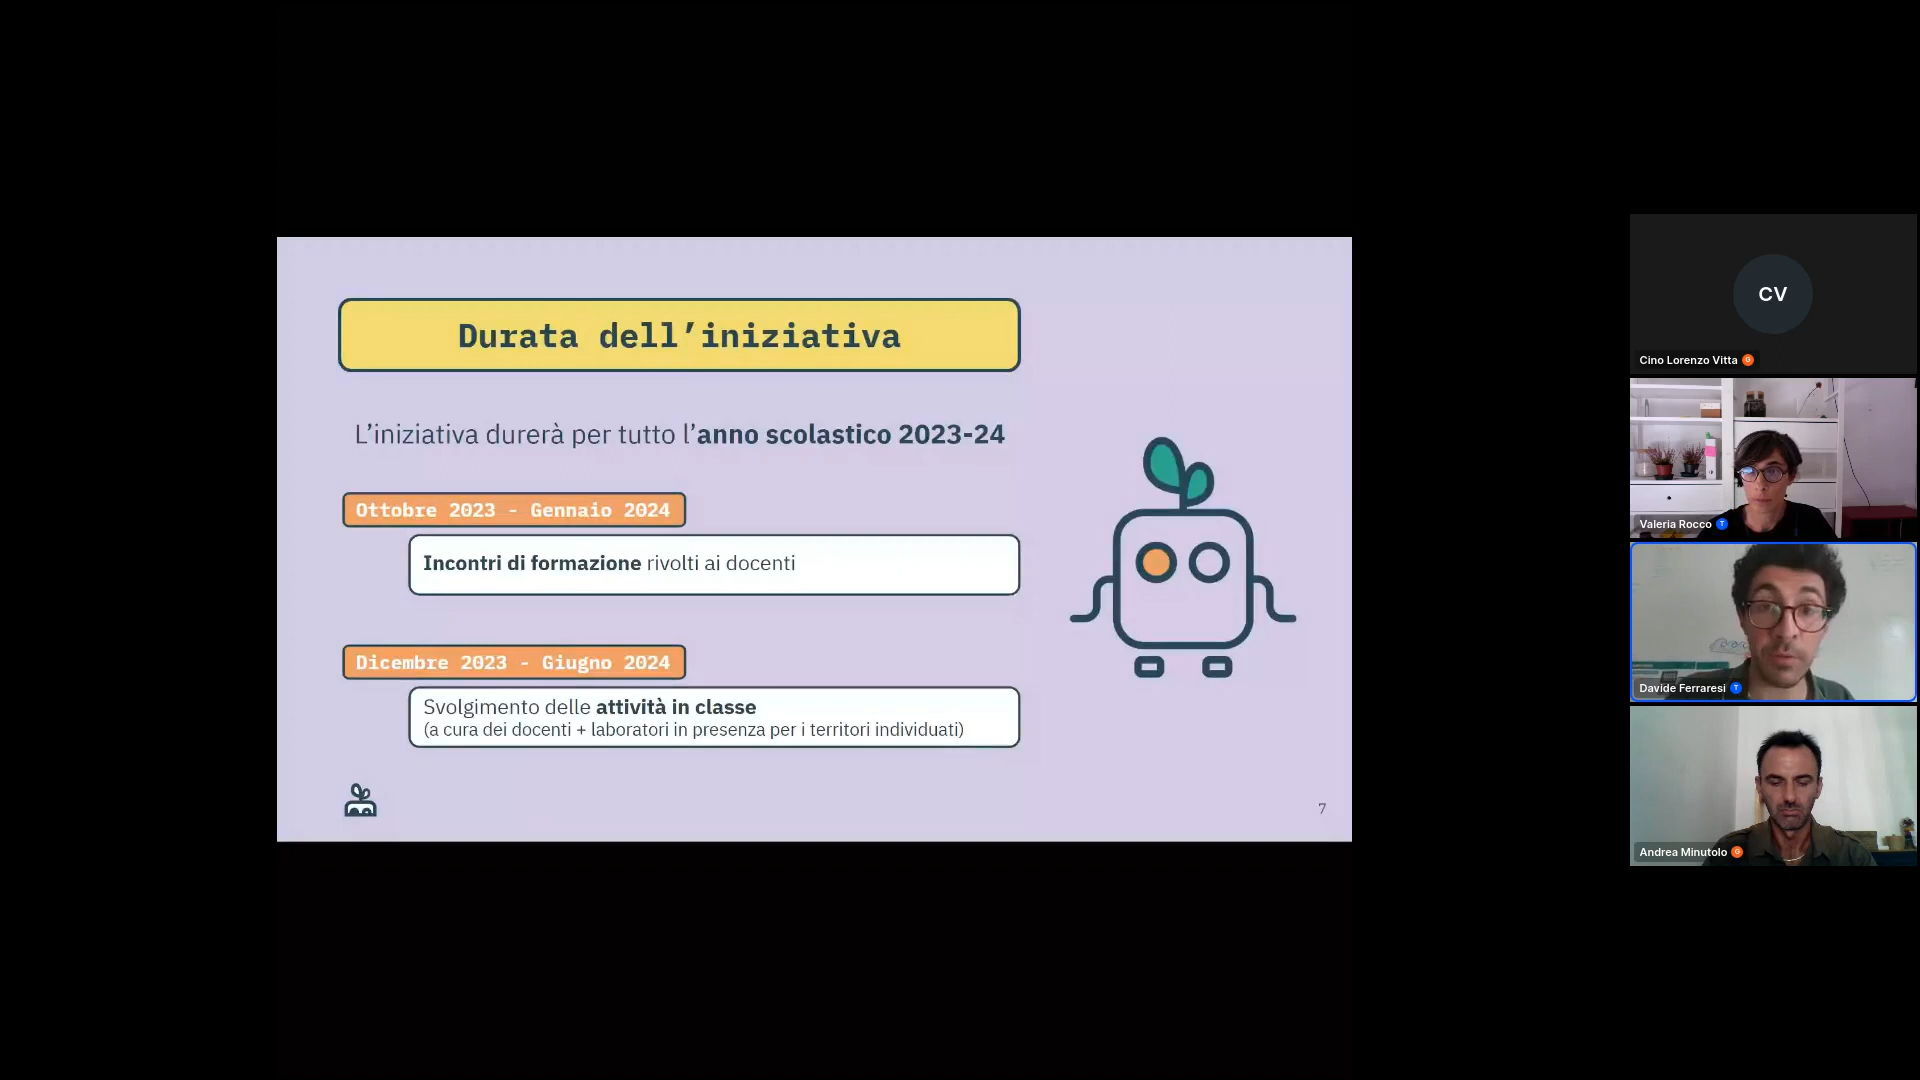 Durata dell’iniziativa
L’iniziativa durerà per tutto l’anno scolastico 2023-24
Ottobre 2023 - Gennaio 2024
Incontri di formazione rivolti ai docenti
Dicembre 2023 - Giugno 2024
Svolgimento delle attività in classe
(a cura dei docenti + laboratori in presenza per i territori individuati)
7
CV
Cino Lorenzo Vitta G
Valeria Rocco T
Davide Ferraresi T
Andrea Minutolo G